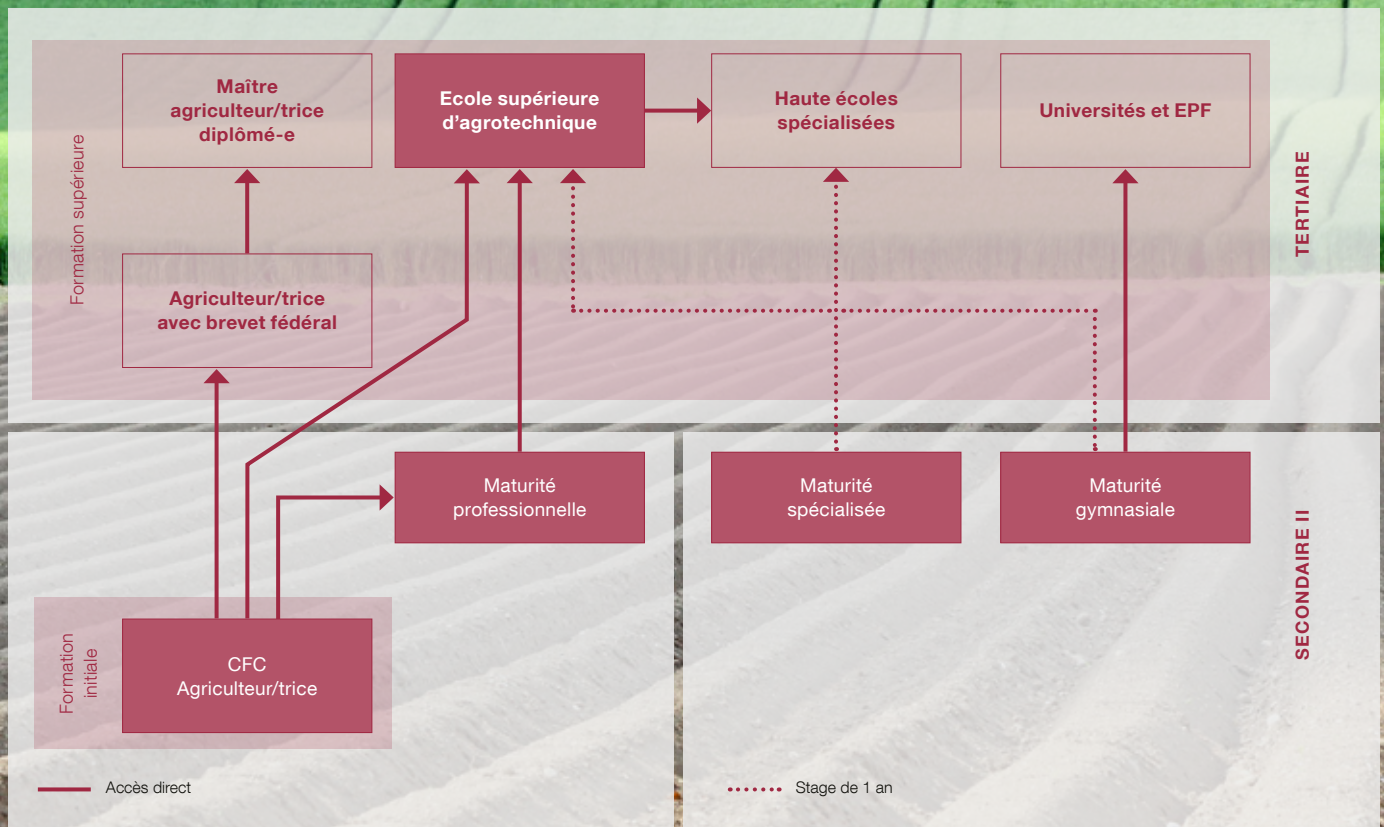 Maître
agriculteur/trice
diplômé-e
Ecole supérieure
d'agrotechnique
Haute écoles
spécialisées
Universités et EPF
Formation supérieure
TERTIAIRE
Agriculteur/trice
avec brevet fédéral
Maturité
professionnelle
Maturité
spécialisée
Maturité
gymnasiale
SECONDAIRE II
Formation
initiale
CFC
Agriculteur/trice
Accès direct
Stage de 1 an